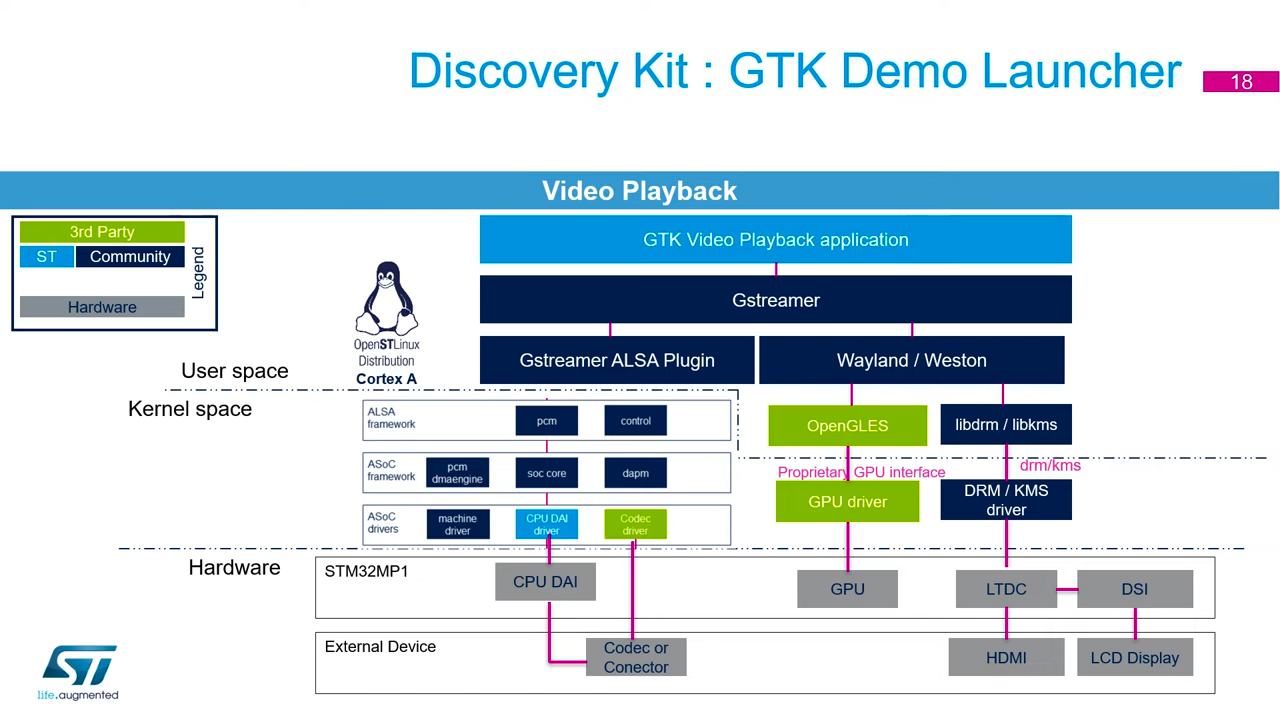 Discovery Kit : GTK Demo Launcher
18
Video Playback
3rd Party
ST
Community
Legend
Hardware
GTK Video Playback application
Gstreamer
Gstreamer ALSA Plugin
Wayland / Weston
OpenSTLinux
Distribution
Cortex A
User space
Kernel space
ALSA
framework
pcm
control
OpenGLES
libdrm / libkms
ASoC
framework
pcm
dmaengine
soc core
dapm
Proprietary GPU interface
drm/kms
GPU driver
DRM / KMS
driver
ASoC
drivers
machine
driver
CPU DAI
driver
Codec
driver
Hardware
STM32MP1
CPU DAI
GPU
LTDC
DSI
External Device
Codec or
Conector
HDMI
LCD Display
ST
life.augmented